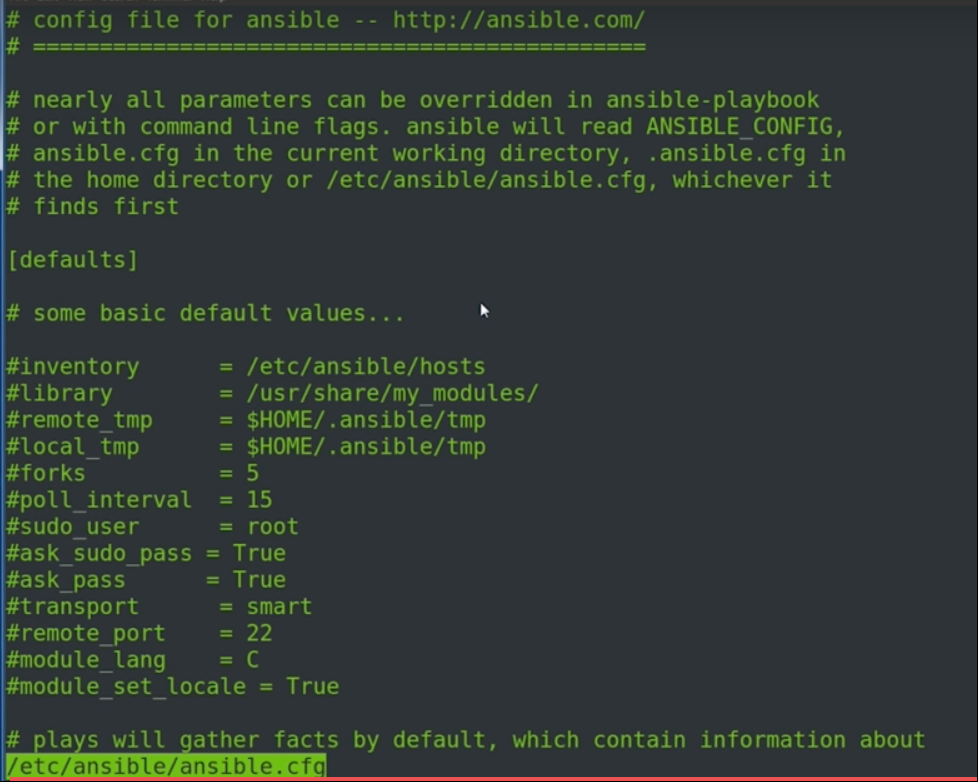 # config file for ansible -- http://ansible.com/
# ==============================================
# nearly all parameters can be overridden in ansible-playbook
# or with command line flags. ansible will read ANSIBLE_CONFIG,
# ansible.cfg in the current working directory, .ansible.cfg in
# the home directory or /etc/ansible/ansible.cfg, whichever it
# finds first
[defaults]
# some basic default values...
#inventory      = /etc/ansible/hosts
#library        = /usr/share/my_modules/
#remote_tmp     = $HOME/.ansible/tmp
#local_tmp      = $HOME/.ansible/tmp
#forks          = 5
#poll_interval  = 15
#sudo_user      = root
#ask_sudo_pass = True
#ask_pass      = True
#transport      = smart
#remote_port    = 22
#module_lang    = C
#module_set_locale = True
# plays will gather facts by default, which contain information about
/etc/ansible/ansible.cfg